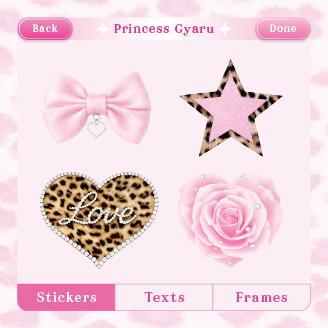 Back
Princess Gyaru
Done
Love
Stickers
Texts
Frames